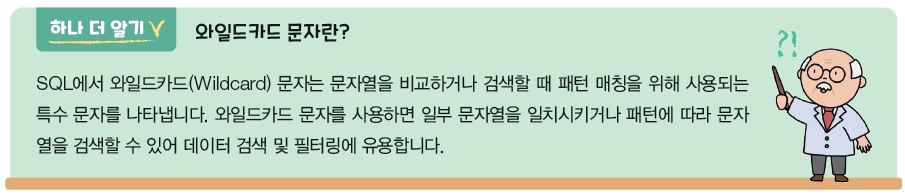 하나 더 알기
와일드카드 문자란?
SQL에서 와일드카드(Wildcard) 문자는 문자열을 비교하거나 검색할 때 패턴 매칭을 위해 사용되는
특수 문자를 나타냅니다. 와일드카드 문자를 사용하면 일부 문자열을 일치시키거나 패턴에 따라 문자
열을 검색할 수 있어 데이터 검색 및 필터링에 유용합니다.
?!